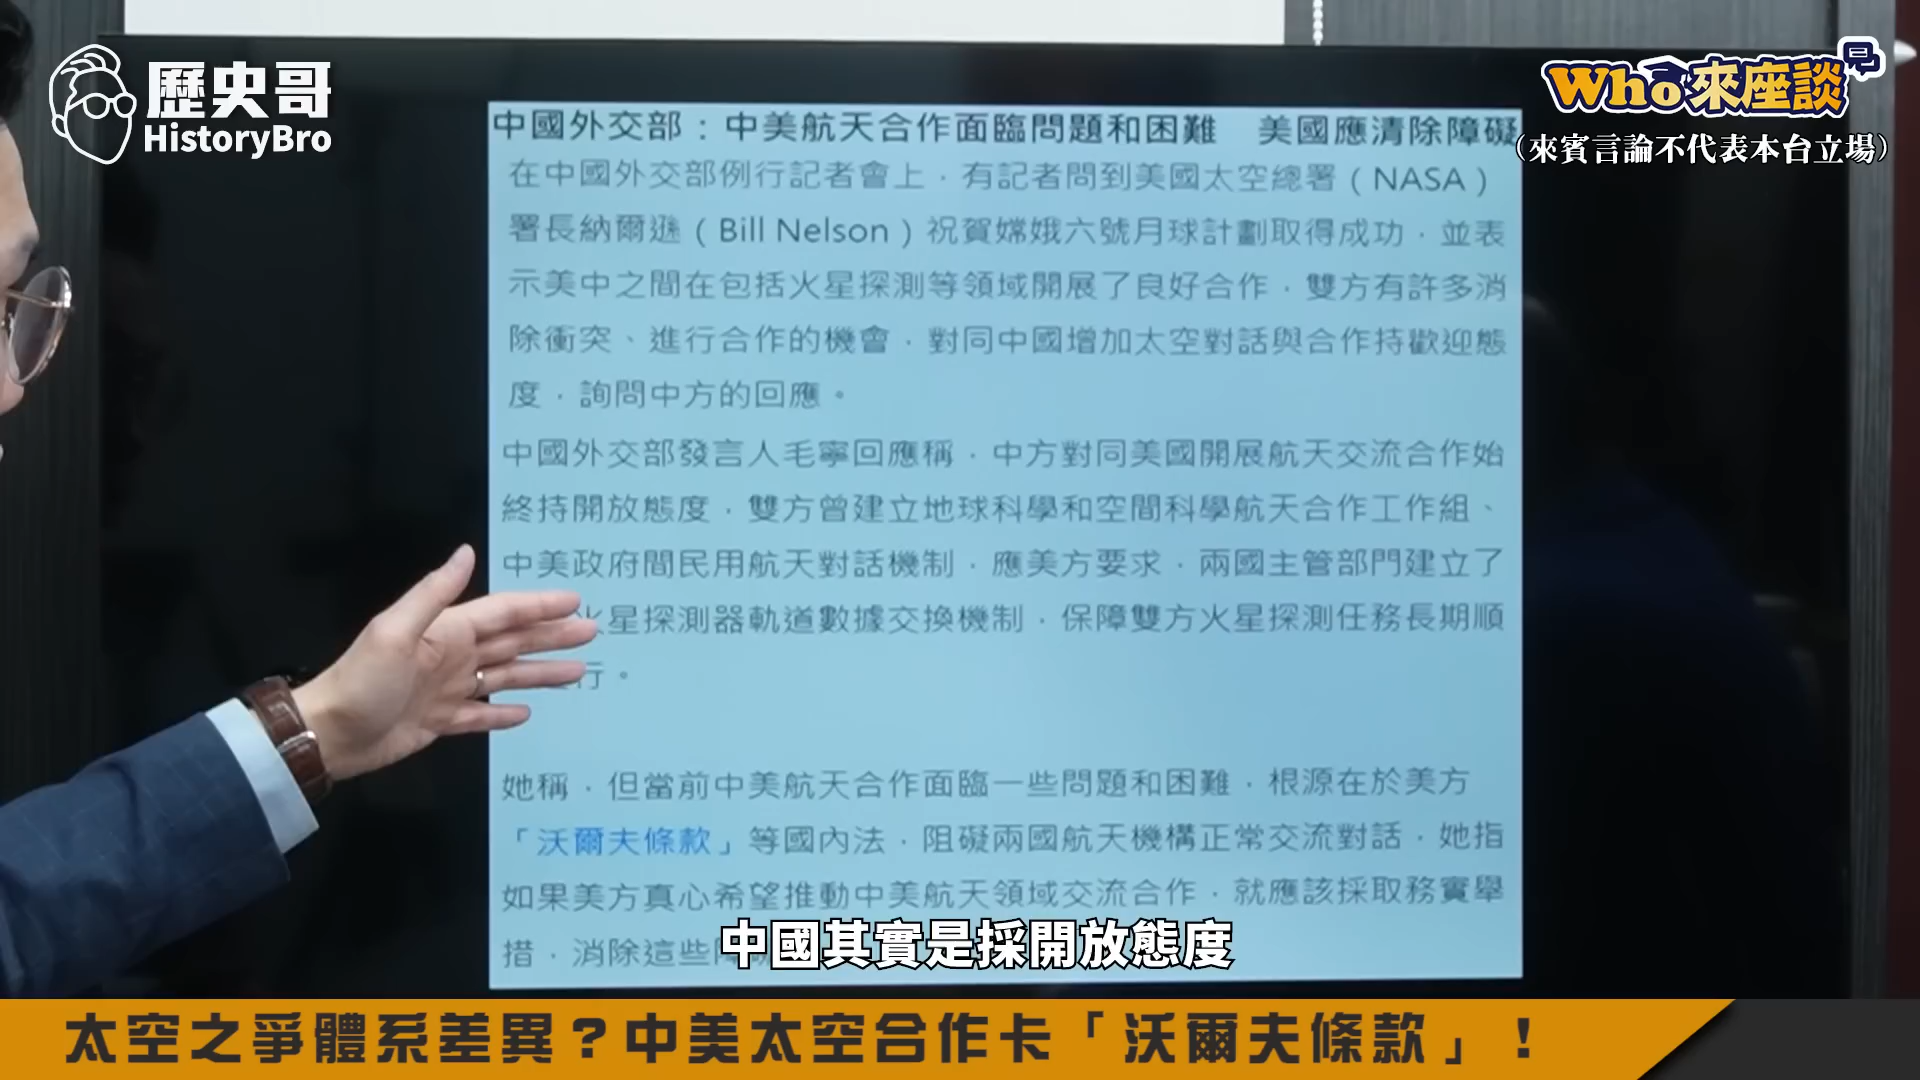 歷史哥
HistoryBro
Who來座談
（來賓言論不代表本台立場）
中國外交部：中美航天合作面臨問題和困難　美國應清除障礙
在中國外交部例行記者會上，有記者問到美國太空總署（NASA）
署長納爾遜（Bill Nelson）祝賀嫦娥六號月球計劃取得成功，並表
示美中之間在包括火星探測等領域開展了良好合作，雙方有許多消
除衝突、進行合作的機會，對同中國增加太空對話與合作持歡迎態
度，詢問中方的回應。
中國外交部發言人毛寧回應稱，中方對同美國開展航天交流合作始
終持開放態度，雙方曾建立地球科學和空間科學航天合作工作組、
中美政府間民用航天對話機制，應美方要求，兩國主管部門建立了
火星探測器軌道數據交換機制，保障雙方火星探測任務長期順
行。
她稱，但當前中美航天合作面臨一些問題和困難，根源在於美方
「沃爾夫條款」等國內法，阻礙兩國航天機構正常交流對話，她指
如果美方真心希望推動中美航天領域交流合作，就應該採取務實舉
措，消除這些
中國其實是採開放態度
太空之爭體系差異？中美太空合作卡「沃爾夫條款」！